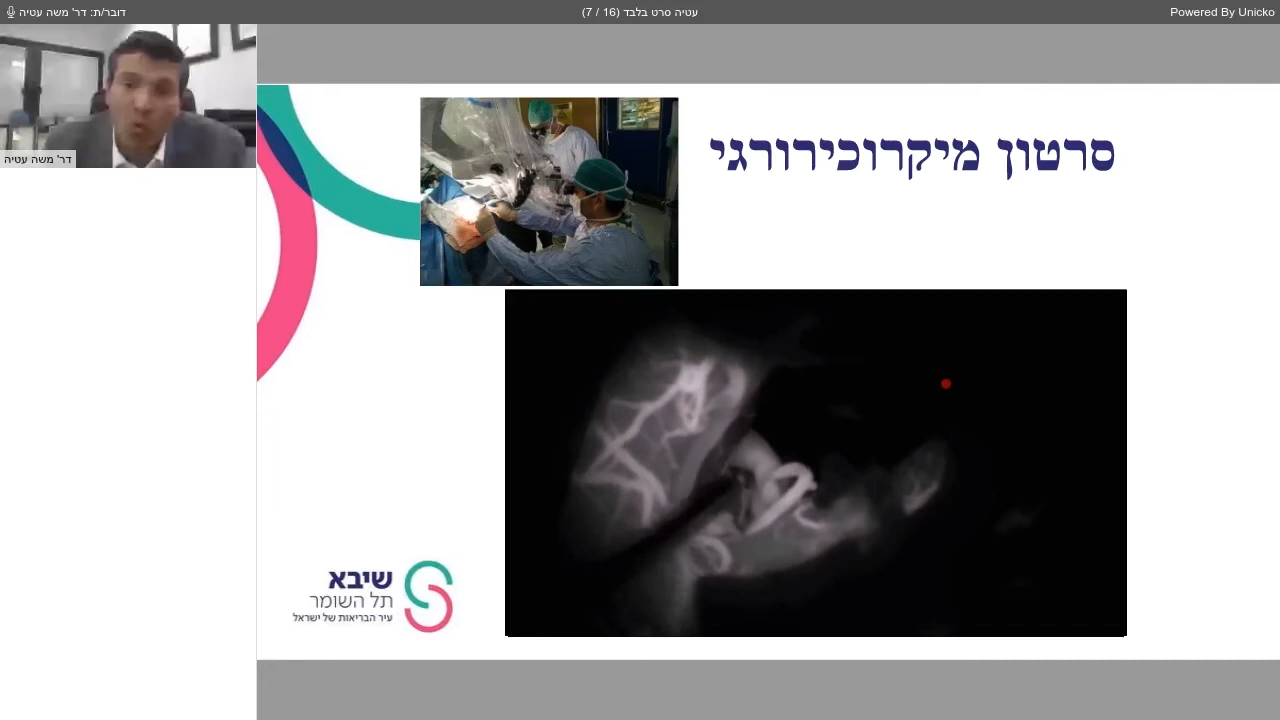 דובר/ת: דר' משה עטיה
עטיה סרט בלבד (7 / 16)
Powered By Unicko
דר' משה עטיה
סרטון מיקרוכירורגי
שיבא
תל השומר
עיר הבריאות של ישראל